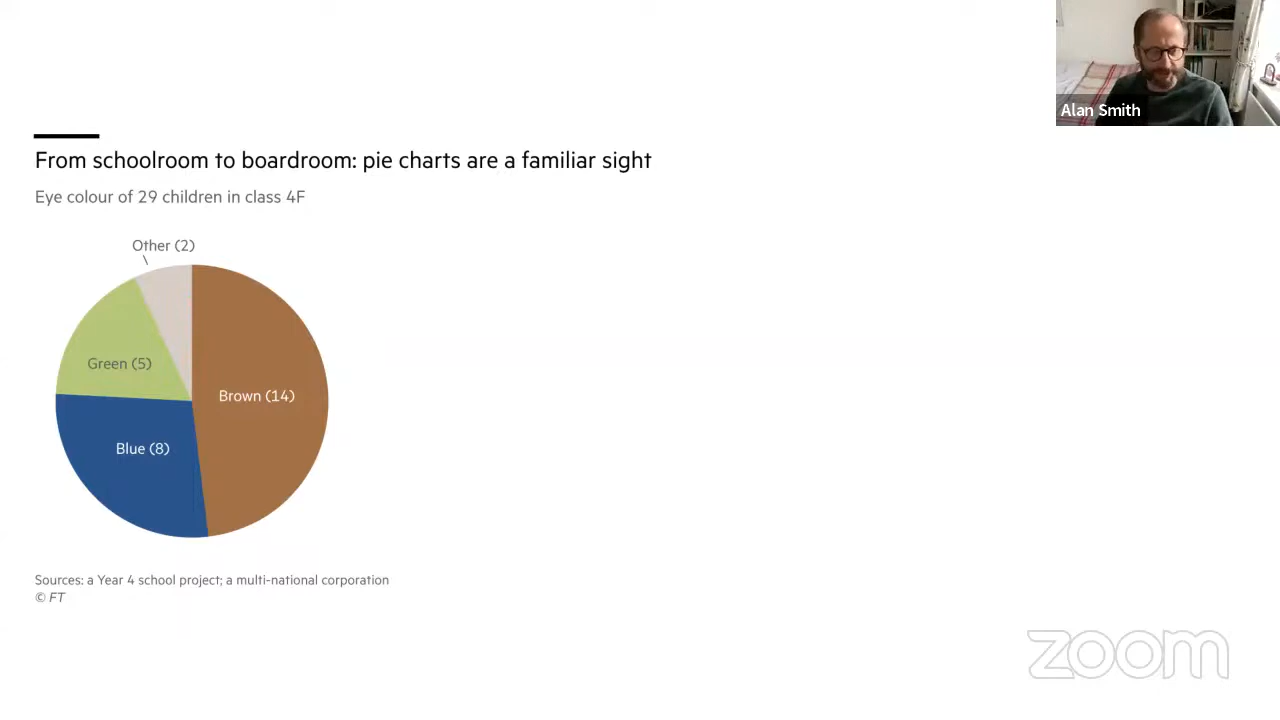 Alan Smith
From schoolroom to boardroom: pie charts are a familiar sight
Eye colour of 29 children in class 4F
Other (2)
Green (5)
Brown (14)
Blue (8)
Sources: a Year 4 school project; a multi-national corporation
© FT
zoom